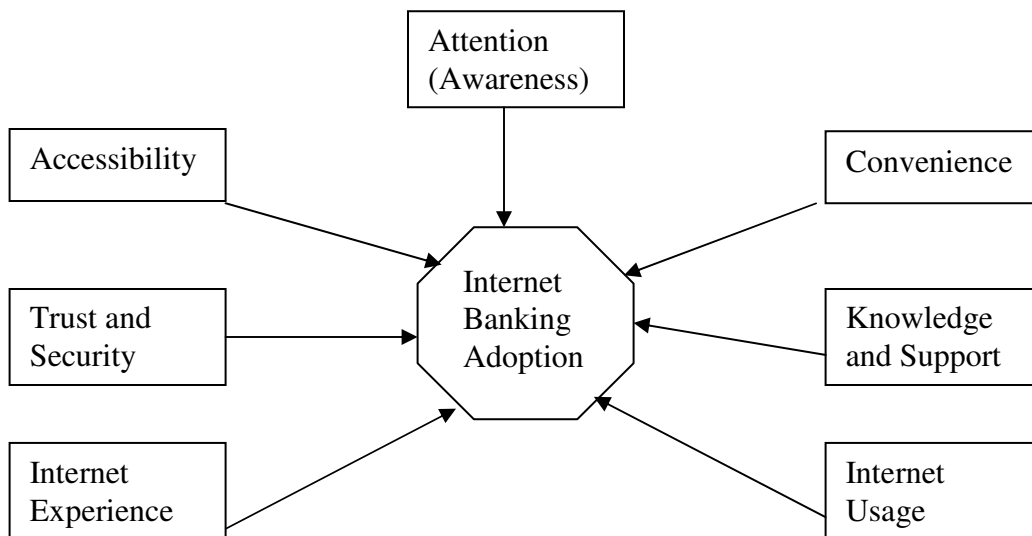 Attention
(Awareness)
Accessibility
Convenience
Internet
Banking
Adoption
Trust and
Security
Knowledge
and Support
Internet
Experience
Internet
Usage